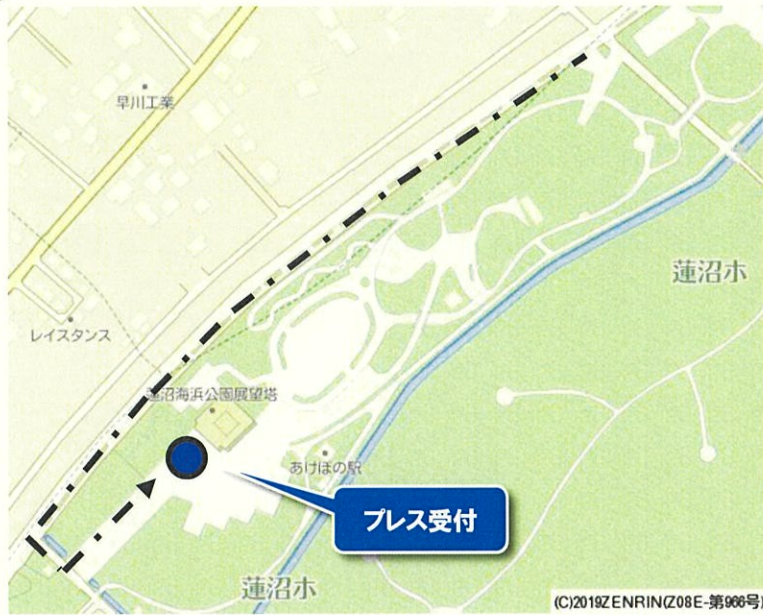 早川工業
蓮沼ホ
レイスタンス
蓮沼海浜公園展望塔
あけぼの駅
プレス受付
蓮沼ホ
(C)2019ZENRIN(Z08E-第966号)